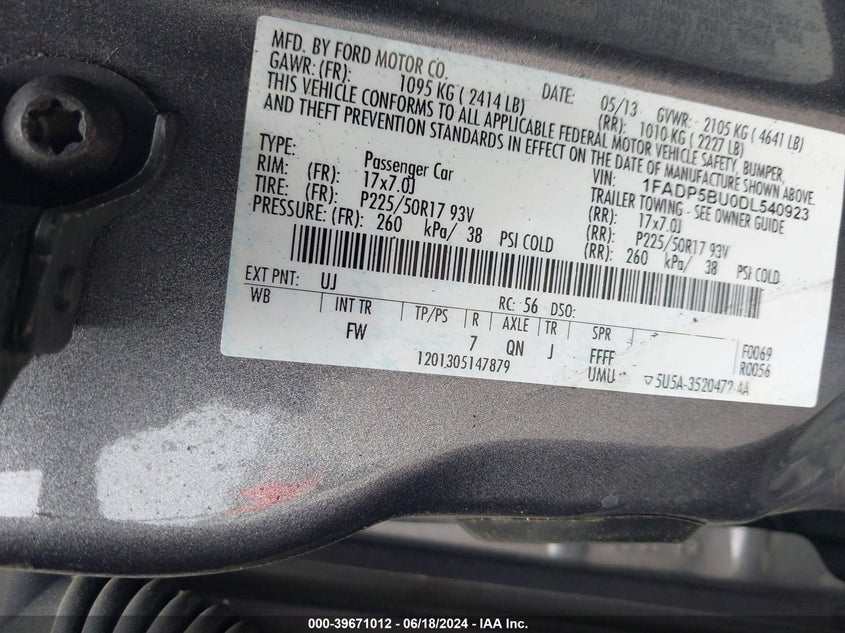 MFD. BY FORD MOTOR CO.
DATE: 05/13 GVWR: 2105 KG ( 4641 LB)
GAWR: (FR): 1095 KG ( 2414 LB) (RR): 1010 KG ( 2227 LB)
THIS VEHICLE CONFORMS TO ALL APPLICABLE FEDERAL MOTOR VEHICLE SAFETY, BUMPER,
AND THEFT PREVENTION STANDARDS IN EFFECT ON THE DATE OF MANUFACTURE SHOWN ABOVE.
VIN: 1FADP5BU0DL540923
TYPE: Passenger Car TRAILER TOWING - SEE OWNER GUIDE
RIM: (FR): 17x7.0J (RR): 17x7.0J
TIRE: (FR): P225/50R17 93V (RR): P225/50R17 93V
PRESSURE: (FR): 260 kPa/ 38 PSI COLD (RR): 260 kPa/ 38 PSI COLD
EXT PNT: UJ RC: 56 DSO:
WB INT TR TP/PS R AXLE TR SPR
FW 7 QN J FFFF F0069
UMU R0056
1201305147879 ▽5U5A-3520472-AA
000-39671012 - 06/18/2024 - IAA Inc.